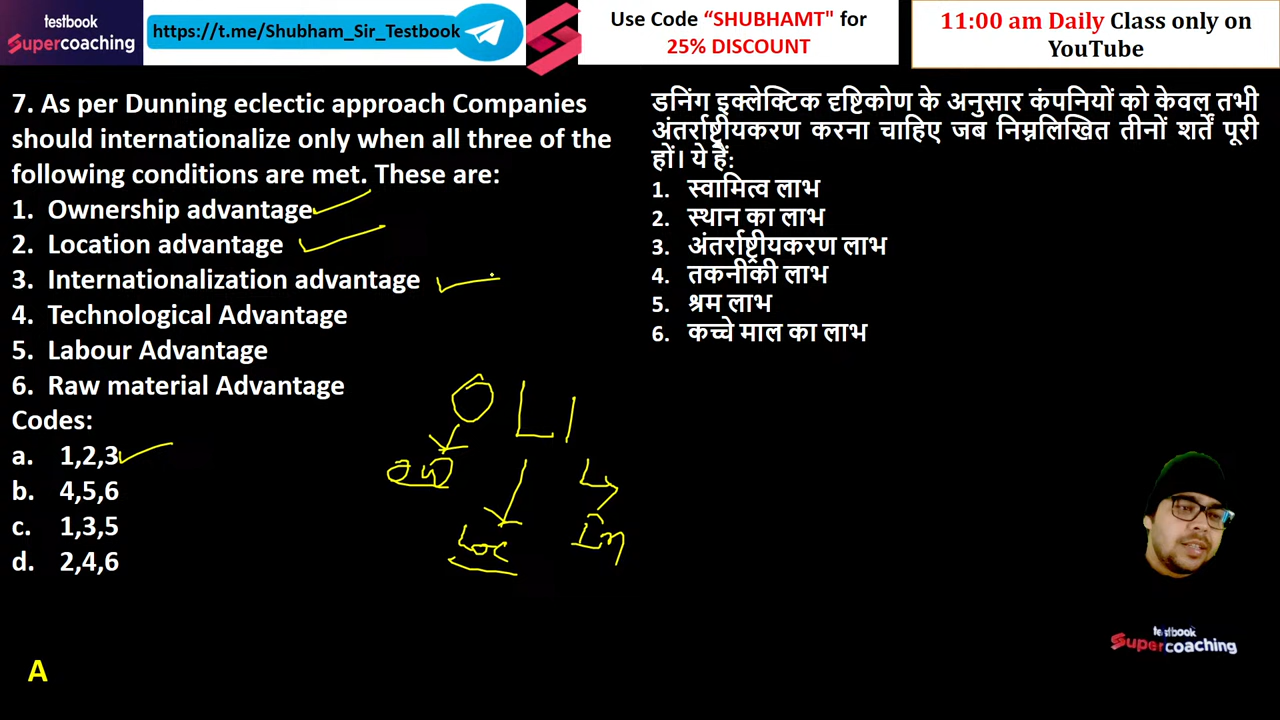 testbook
Supercoaching
https://t.me/Shubham_Sir_Testbook
Use Code “SHUBHAMT" for
25% DISCOUNT
11:00 am Daily Class only on
YouTube
7. As per Dunning eclectic approach Companies
should internationalize only when all three of the
following conditions are met. These are:
1. Ownership advantage
2. Location advantage
3. Internationalization advantage
4. Technological Advantage
5. Labour Advantage
6. Raw material Advantage
Codes:
a. 1,2,3
b. 4,5,6
c. 1,3,5
d. 2,4,6
A
O L I
Loc
In
डनिंग इक्लेक्टिक दृष्टिकोण के अनुसार कंपनियों को केवल तभी
अंतर्राष्ट्रीयकरण करना चाहिए जब निम्नलिखित तीनों शर्तें पूरी
हों। ये हैं:
1. स्वामित्व लाभ
2. स्थान का लाभ
3. अंतर्राष्ट्रीयकरण लाभ
4. तकनीकी लाभ
5. श्रम लाभ
6. कच्चे माल का लाभ
testbook
Supercoaching